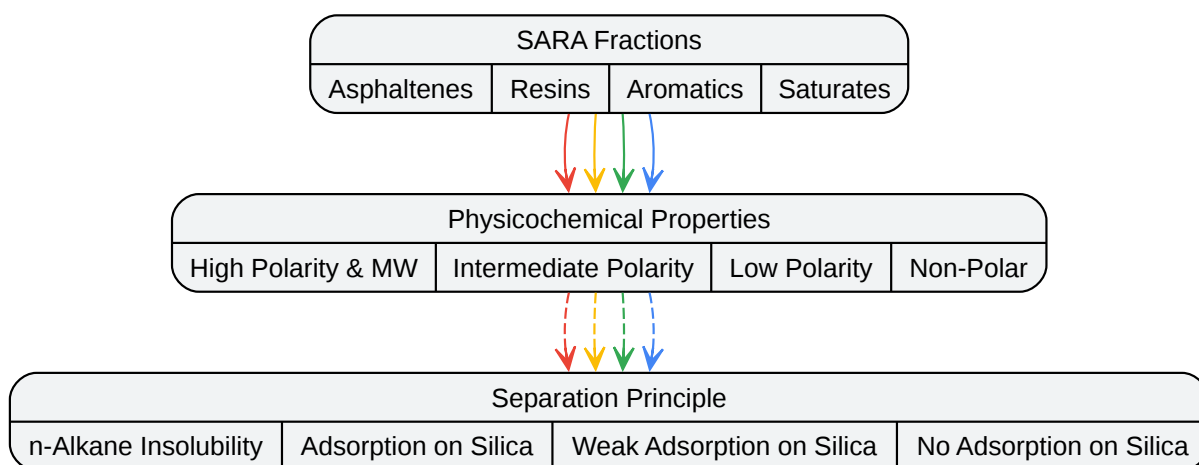 SARA Fractions
Asphaltenes Resins Aromatics Saturates
Physicochemical Properties
High Polarity & MW Intermediate Polarity Low Polarity Non-Polar
Separation Principle
n-Alkane Insolubility Adsorption on Silica Weak Adsorption on Silica No Adsorption on Silica